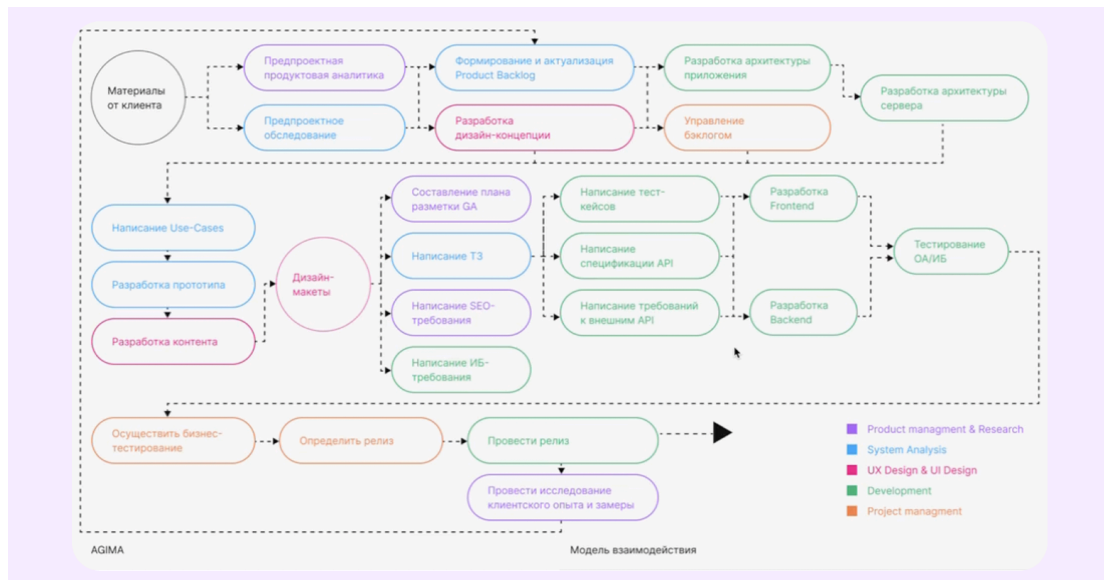 Материалы
от клиента
Предпроектная
продуктовая аналитика
Предпроектное
обследование
Формирование и актуализация
Product Backlog
Разработка
дизайн-концепции
Разработка архитектуры
приложения
Управление
бэклогом
Разработка архитектуры
сервера
Написание Use-Cases
Разработка прототипа
Разработка контента
Дизайн-
макеты
Составление плана
разметки GA
Написание ТЗ
Написание SEO-
требования
Написание ИБ-
требования
Написание тест-
кейсов
Написание
спецификации API
Написание требований
к внешним API
Разработка
Frontend
Разработка
Backend
Тестирование
ОА/ИБ
Осуществить бизнес-
тестирование
Определить релиз
Провести релиз
Провести исследование
клиентского опыта и замеры
Product managment & Research
System Analysis
UX Design & UI Design
Development
Project managment
AGIMA
Модель взаимодействия